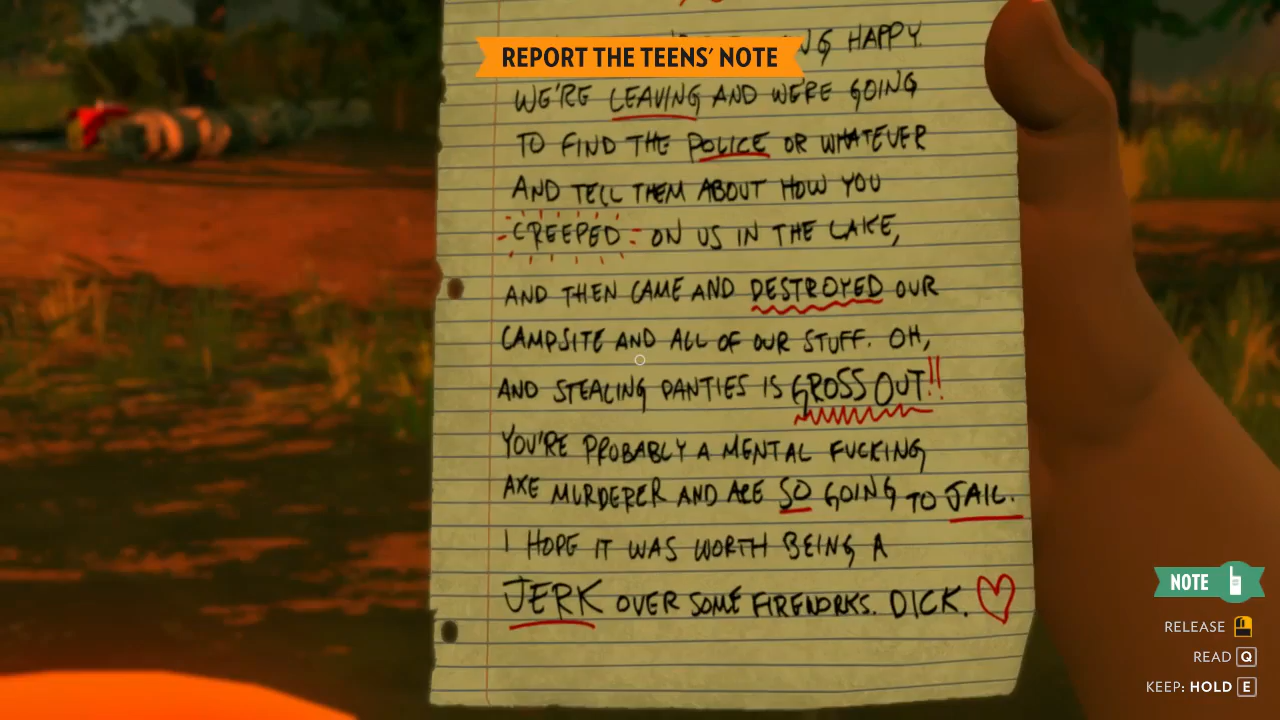 NG HAPPY.
REPORT THE TEENS' NOTE
WE'RE LEAVING AND WE'RE GOING
TO FIND THE POLICE OR WHATEVER
AND TELL THEM ABOUT HOW YOU
CREEPED ON US IN THE LAKE,
AND THEN CAME AND DESTROYED OUR
CAMPSITE AND ALL OF OUR STUFF. OH,
AND STEALING PANTIES IS GROSS OUT!!
YOU'RE PROBABLY A MENTAL FUCKING
AXE MURDERER AND ARE SO GOING TO JAIL.
I HOPE IT WAS WORTH BEING A
JERK OVER SOME FIREWORKS. DICK.
NOTE
RELEASE
READ Q
KEEP: HOLD E